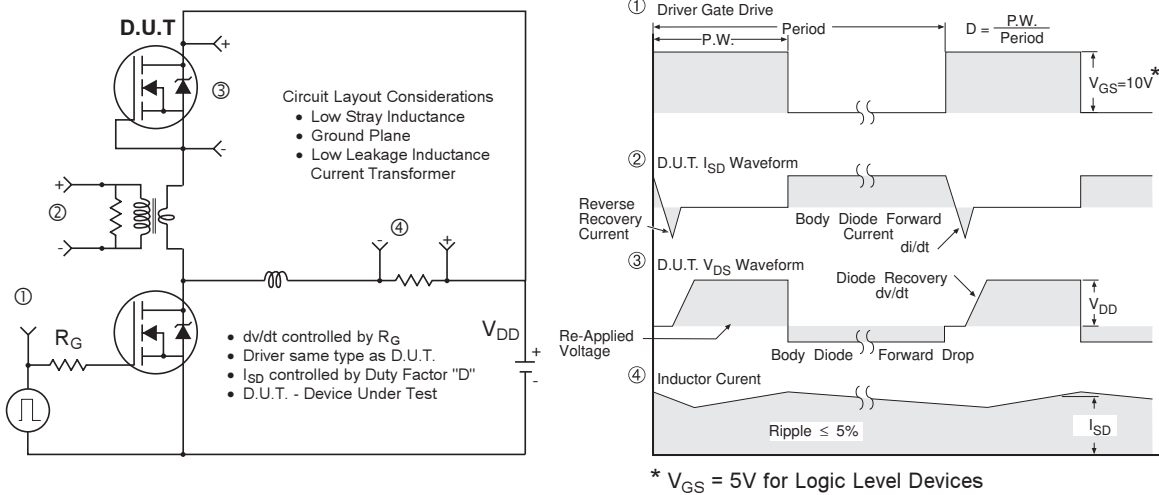 D.U.T
+
-
③
Circuit Layout Considerations
• Low Stray Inductance
• Ground Plane
• Low Leakage Inductance
Current Transformer
+
②
-
-
④
+
①
R_G
• dv/dt controlled by R_G
• Driver same type as D.U.T.
• I_SD controlled by Duty Factor "D"
• D.U.T. - Device Under Test
V_DD
+
-
① Driver Gate Drive
P.W.
Period
D = P.W.
Period
V_GS=10V *
② D.U.T. I_SD Waveform
Reverse
Recovery
Current
Body Diode Forward
Current
di/dt
③ D.U.T. V_DS Waveform
Diode Recovery
dv/dt
V_DD
Re-Applied
Voltage
Body Diode Forward Drop
④ Inductor Curent
Ripple ≤ 5%
I_SD
* V_GS = 5V for Logic Level Devices